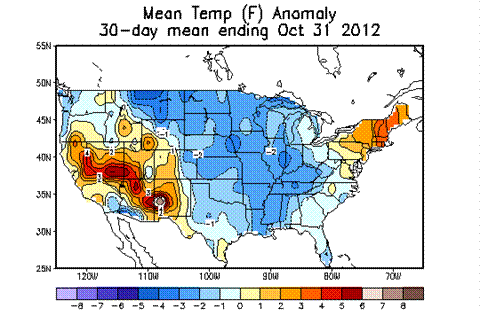 Mean Temp (F) Anomaly
30-day mean ending Oct 31 2012
55N
50N
45N
40N
35N
30N
25N
120W 110W 100W 90W 80W 70W
-8 -7 -6 -5 -4 -3 -2 -1 0 1 2 3 4 5 6 7 8